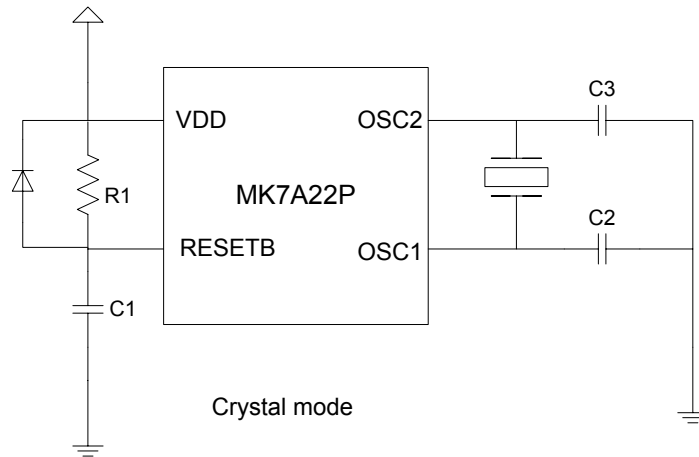 C3
VDD
OSC2
R1
MK7A22P
C2
RESETB
OSC1
C1
Crystal mode